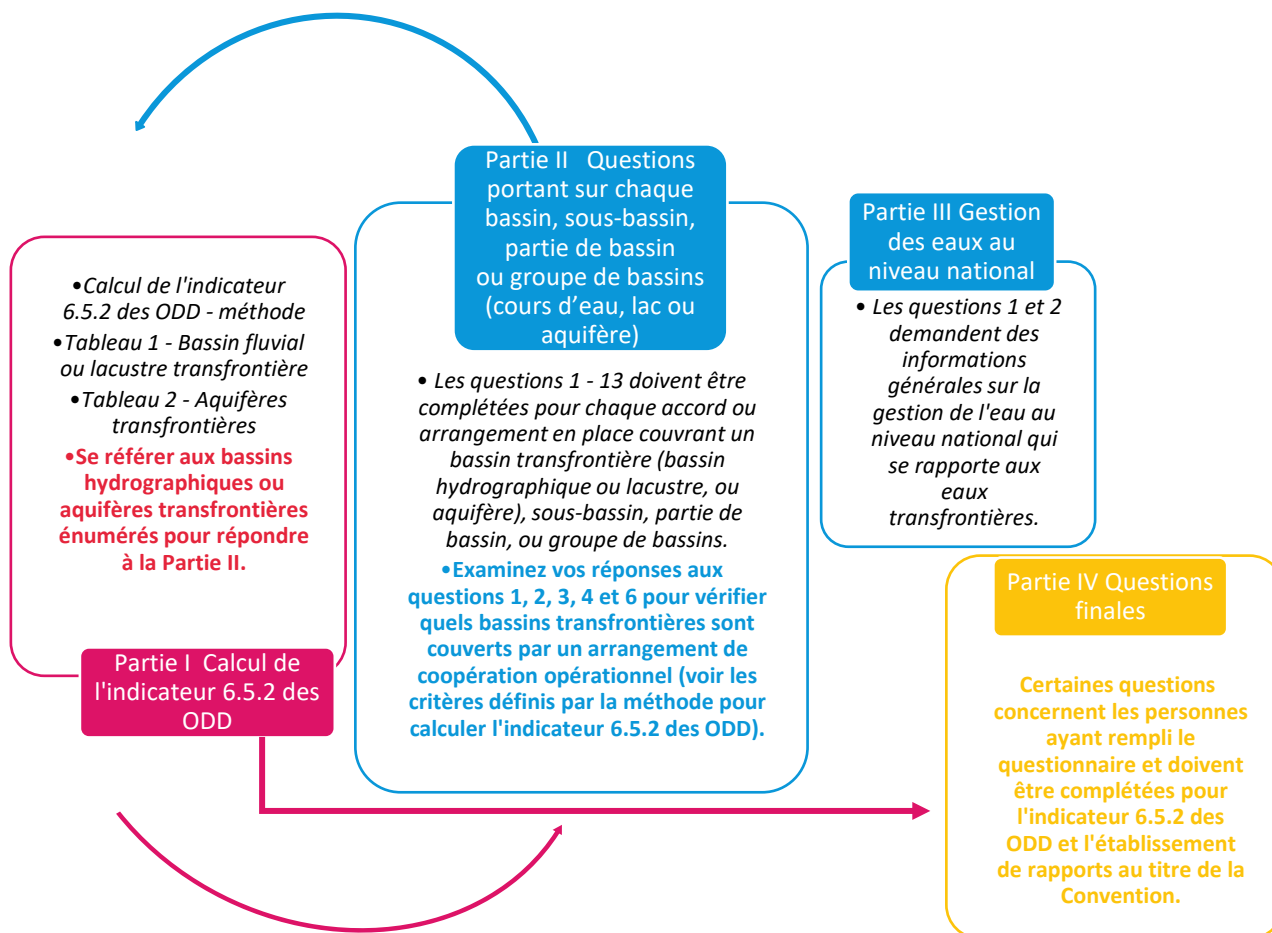 •Calcul de l'indicateur
6.5.2 des ODD - méthode
•Tableau 1 - Bassin fluvial
ou lacustre transfrontière
•Tableau 2 - Aquifères
transfrontières
•Se référer aux bassins
hydrographiques ou
aquifères transfrontières
énumérés pour répondre
à la Partie II.
Partie I Calcul de
l'indicateur 6.5.2 des
ODD
Partie II Questions
portant sur chaque
bassin, sous-bassin,
partie de bassin
ou groupe de bassins
(cours d’eau, lac ou
aquifère)
• Les questions 1 - 13 doivent être
complétées pour chaque accord ou
arrangement en place couvrant un
bassin transfrontière (bassin
hydrographique ou lacustre, ou
aquifère), sous-bassin, partie de
bassin, ou groupe de bassins.
•Examinez vos réponses aux
questions 1, 2, 3, 4 et 6 pour vérifier
quels bassins transfrontières sont
couverts par un arrangement de
coopération opérationnel (voir les
critères définis par la méthode pour
calculer l'indicateur 6.5.2 des ODD).
Partie III Gestion
des eaux au
niveau national
• Les questions 1 et 2
demandent des
informations
générales sur la
gestion de l'eau au
niveau national qui
se rapporte aux
eaux
transfrontières.
Partie IV Questions
finales
Certaines questions
concernent les personnes
ayant rempli le
questionnaire et doivent
être complétées pour
l'indicateur 6.5.2 des
ODD et l'établissement
de rapports au titre de la
Convention.